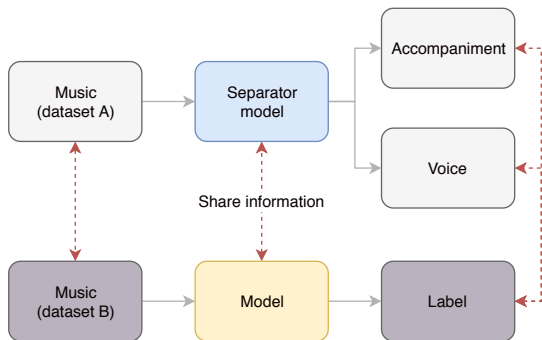 Accompaniment
Music
(dataset A)
Separator
model
Voice
Share information
Music
(dataset B)
Model
Label